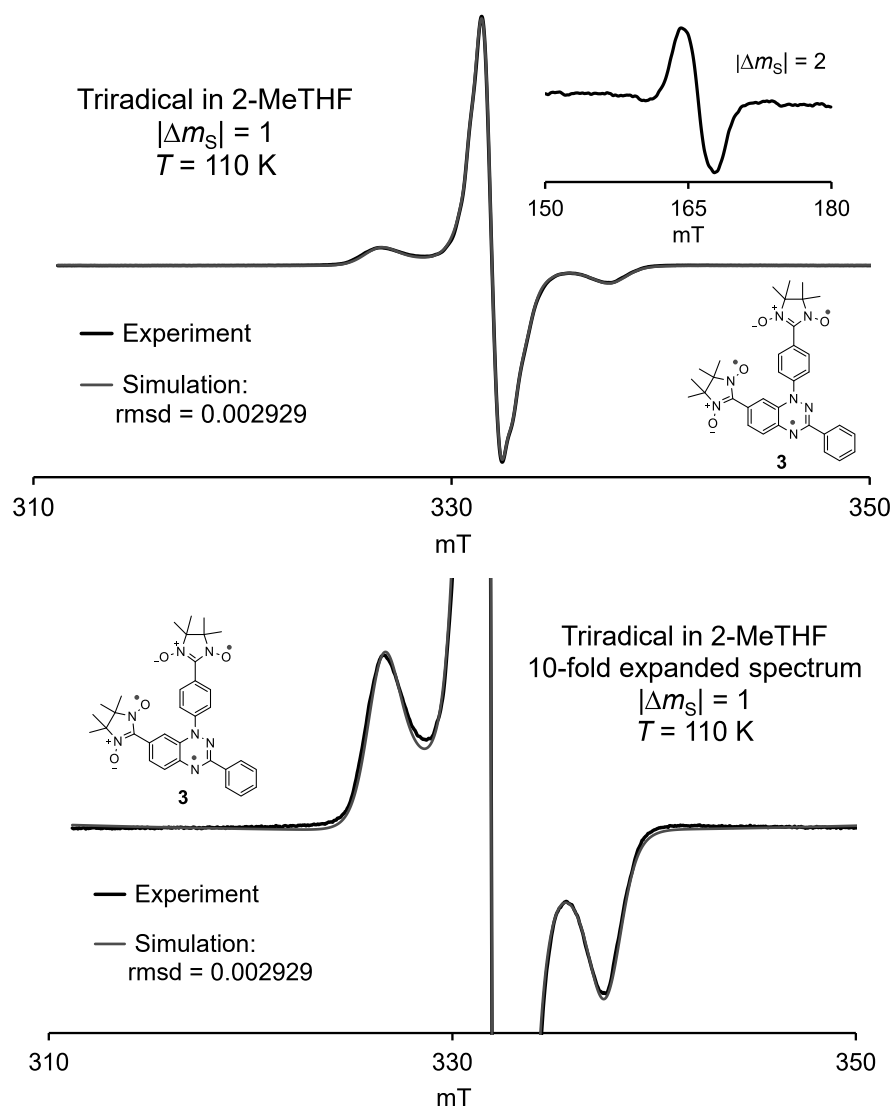 Triradical in 2-MeTHF
|Δm_S| = 1
T = 110 K
|Δm_S| = 2
150 165 180
mT
Experiment
Simulation:
rmsd = 0.002929
N + −O N O •
N O •
N + O −
N N
N •
3
310 330 350
mT
Triradical in 2-MeTHF
10-fold expanded spectrum
|Δm_S| = 1
T = 110 K
N + −O N O •
N O •
N + O −
N N
N •
3
Experiment
Simulation:
rmsd = 0.002929
310 330 350
mT